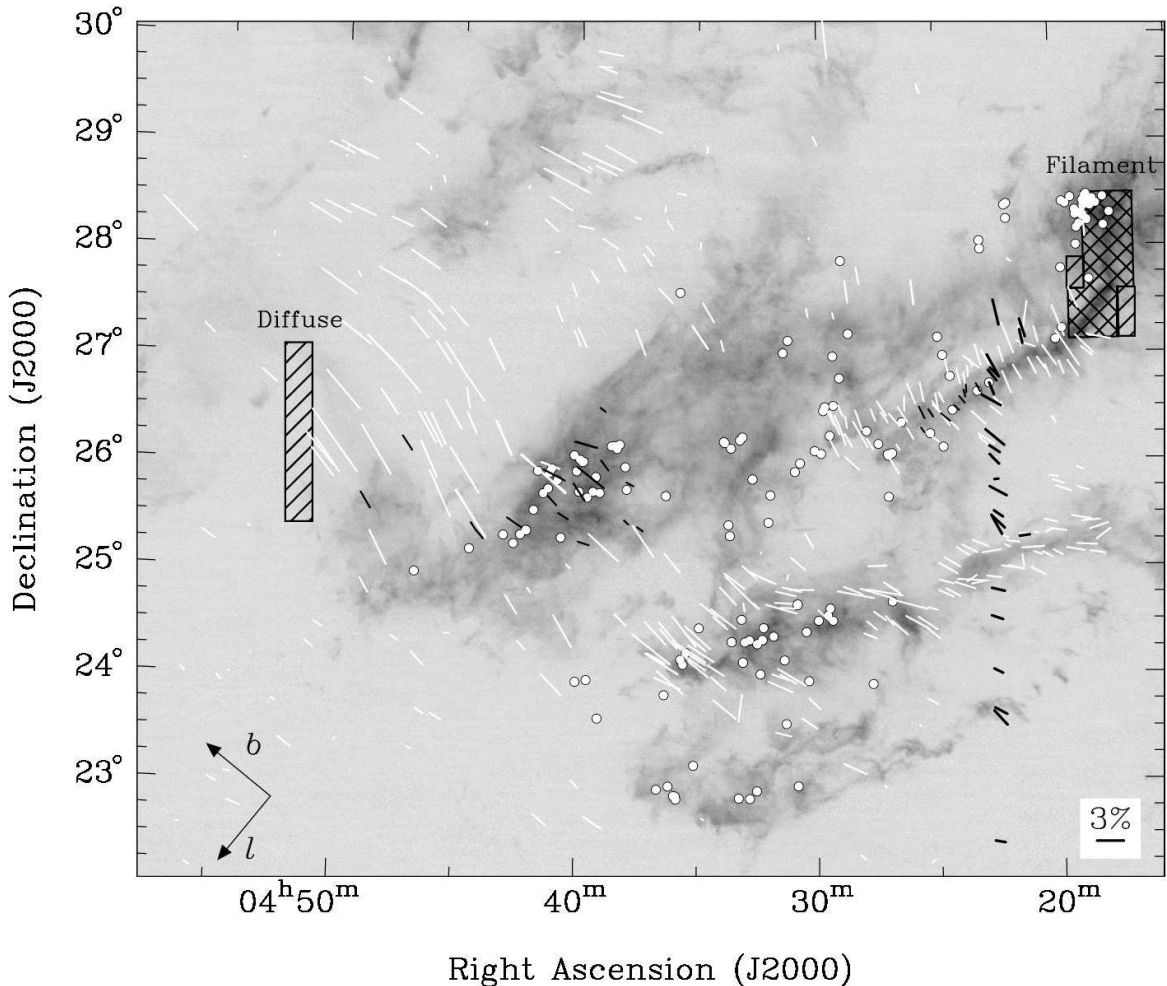 30°
29°
28°
27°
26°
25°
24°
23°
Declination (J2000)
Filament
Diffuse
b
l
3%
04ʰ50ᵐ
40ᵐ
30ᵐ
20ᵐ
Right Ascension (J2000)